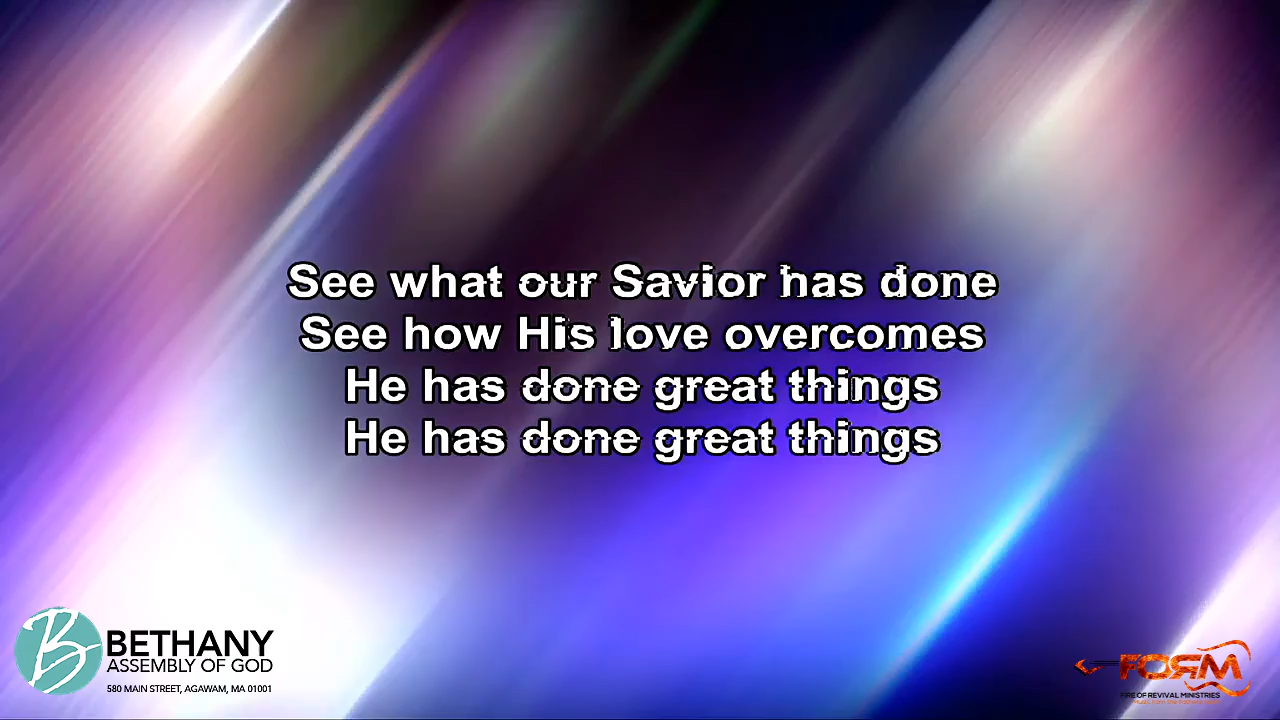 See what our Savior has done
See how His love overcomes
He has done great things
He has done great things
BETHANY
ASSEMBLY OF GOD
580 MAIN STREET, AGAWAM, MA 01001
FORM
FIRE OF REVIVAL MINISTRIES